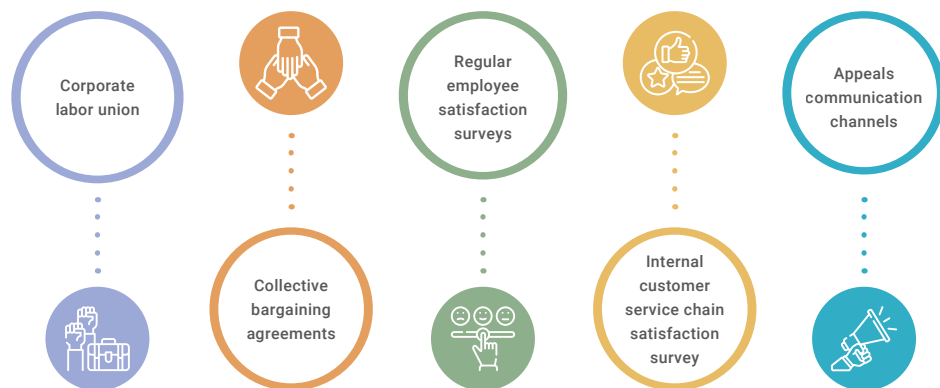 Corporate
labor union
Collective
bargaining
agreements
Regular
employee
satisfaction
surveys
Internal
customer
service chain
satisfaction
survey
Appeals
communication
channels